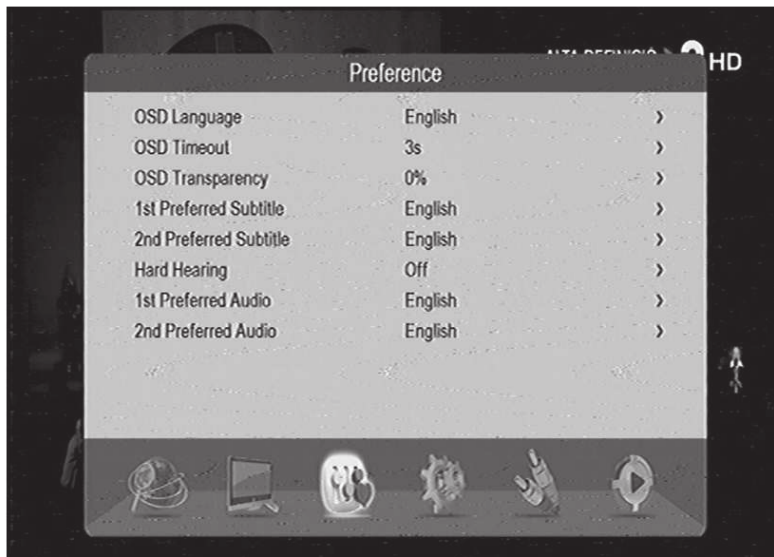 HD
Preference
OSD Language English
OSD Timeout 3s
OSD Transparency 0%
1st Preferred Subtitle English
2nd Preferred Subtitle English
Hard Hearing Off
1st Preferred Audio English
2nd Preferred Audio English